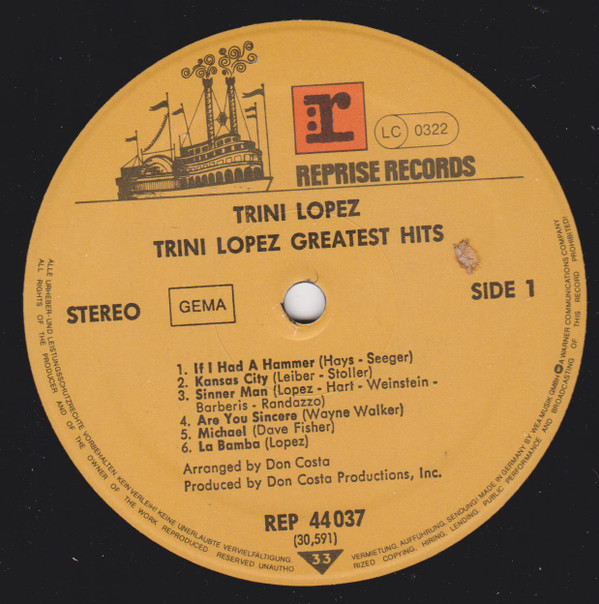 r
LC 0322
REPRISE RECORDS
TRINI LOPEZ
TRINI LOPEZ GREATEST HITS
STEREO
GEMA
SIDE 1
1. If I Had A Hammer (Hays - Seeger)
2. Kansas City (Leiber - Stoller)
3. Sinner Man (Lopez - Hart - Weinstein -
Barberis - Randazzo)
4. Are You Sincere (Wayne Walker)
5. Michael (Dave Fisher)
6. La Bamba (Lopez)
Arranged by Don Costa
Produced by Don Costa Productions, Inc.
REP 44 037
(30,591)
33
ALLE URHEBER- UND LEISTUNGSSCHUTZRECHTE VORBEHALTEN. KEIN VERLEIH! KEINE UNERLAUBTE VERVIELFÄLTIGUNG
VERMIETUNG, AUFFÜHRUNG, SENDUNG! MADE IN GERMANY BY WEA MUSIK GMBH A WARNER COMMUNICATIONS COMPANY
ALL RIGHTS OF THE PRODUCER AND OF THE OWNER OF THE WORK REPRODUCED RESERVED UNAUTHO
RIZED COPYING, HIRING, LENDING PUBLIC PERFORMANCE AND BROADCASTING OF THIS RECORD PROHIBITED!